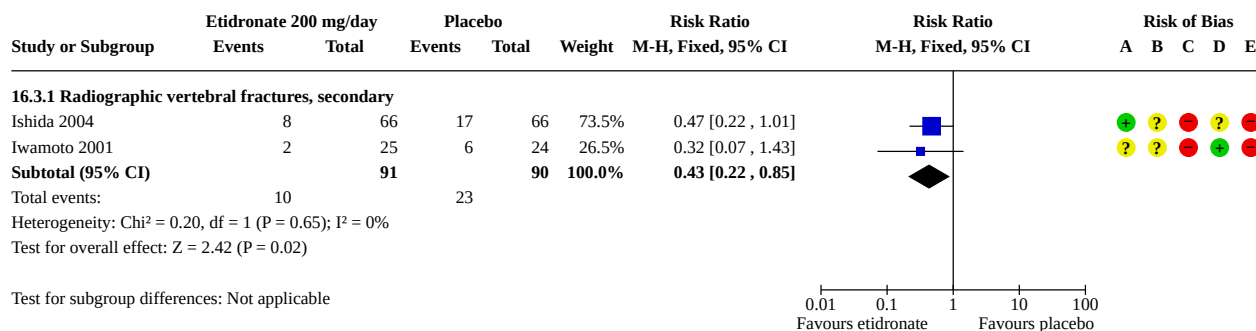 Etidronate 200 mg/day Placebo Risk Ratio Risk Ratio Risk of Bias
Study or Subgroup Events Total Events Total Weight M-H, Fixed, 95% CI M-H, Fixed, 95% CI A B C D E
16.3.1 Radiographic vertebral fractures, secondary
Ishida 2004 8 66 17 66 73.5% 0.47 [0.22 , 1.01] + ? − ? −
Iwamoto 2001 2 25 6 24 26.5% 0.32 [0.07 , 1.43] ? ? − + −
Subtotal (95% CI) 91 90 100.0% 0.43 [0.22 , 0.85]
Total events: 10 23
Heterogeneity: Chi² = 0.20, df = 1 (P = 0.65); I² = 0%
Test for overall effect: Z = 2.42 (P = 0.02)
Test for subgroup differences: Not applicable
0.01 0.1 1 10 100
Favours etidronate Favours placebo